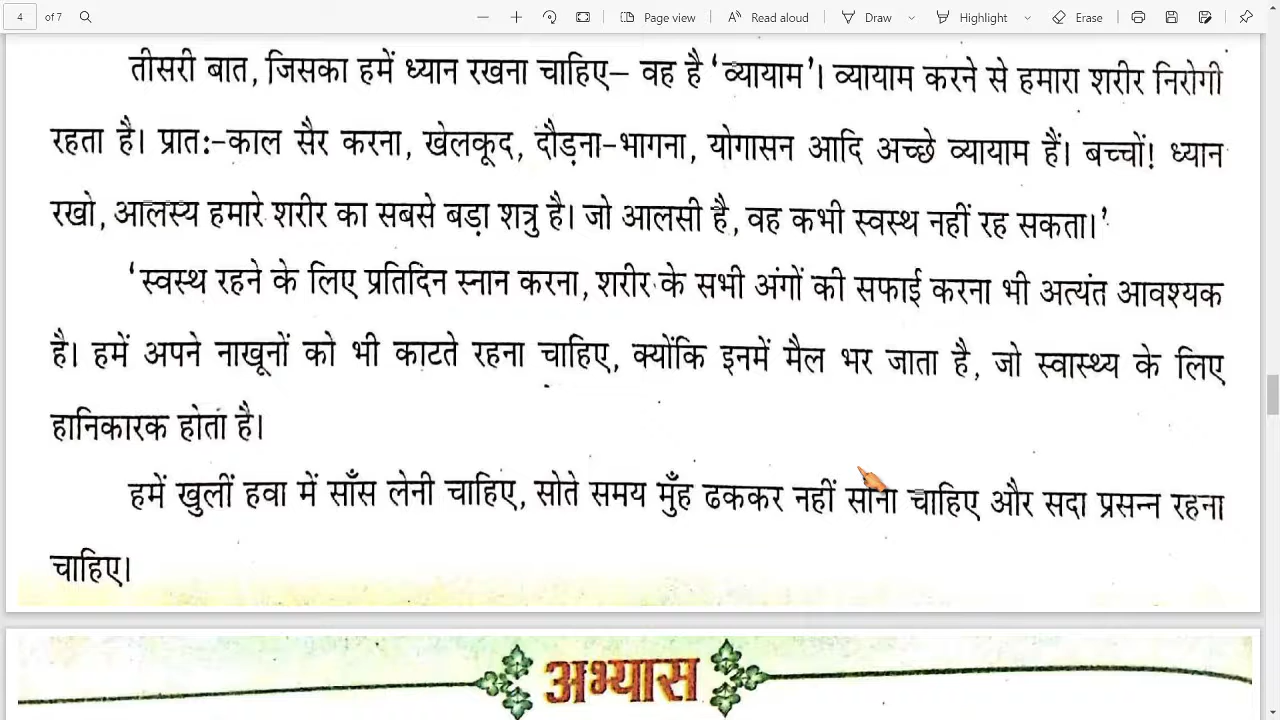 4 of 7 Page view Read aloud Draw Highlight Erase
तीसरी बात, जिसका हमें ध्यान रखना चाहिए– वह है ‘व्यायाम’। व्यायाम करने से हमारा शरीर निरोगी
रहता है। प्रातः-काल सैर करना, खेलकूद, दौड़ना-भागना, योगासन आदि अच्छे व्यायाम हैं। बच्चों! ध्यान
रखो, आलस्य हमारे शरीर का सबसे बड़ा शत्रु है। जो आलसी है, वह कभी स्वस्थ नहीं रह सकता।’
‘स्वस्थ रहने के लिए प्रतिदिन स्नान करना, शरीर के सभी अंगों की सफाई करना भी अत्यंत आवश्यक
है। हमें अपने नाखूनों को भी काटते रहना चाहिए, क्योंकि इनमें मैल भर जाता है, जो स्वास्थ्य के लिए
हानिकारक होता है।
हमें खुलीं हवा में साँस लेनी चाहिए, सोते समय मुँह ढककर नहीं सोना चाहिए और सदा प्रसन्न रहना
चाहिए।
अभ्यास